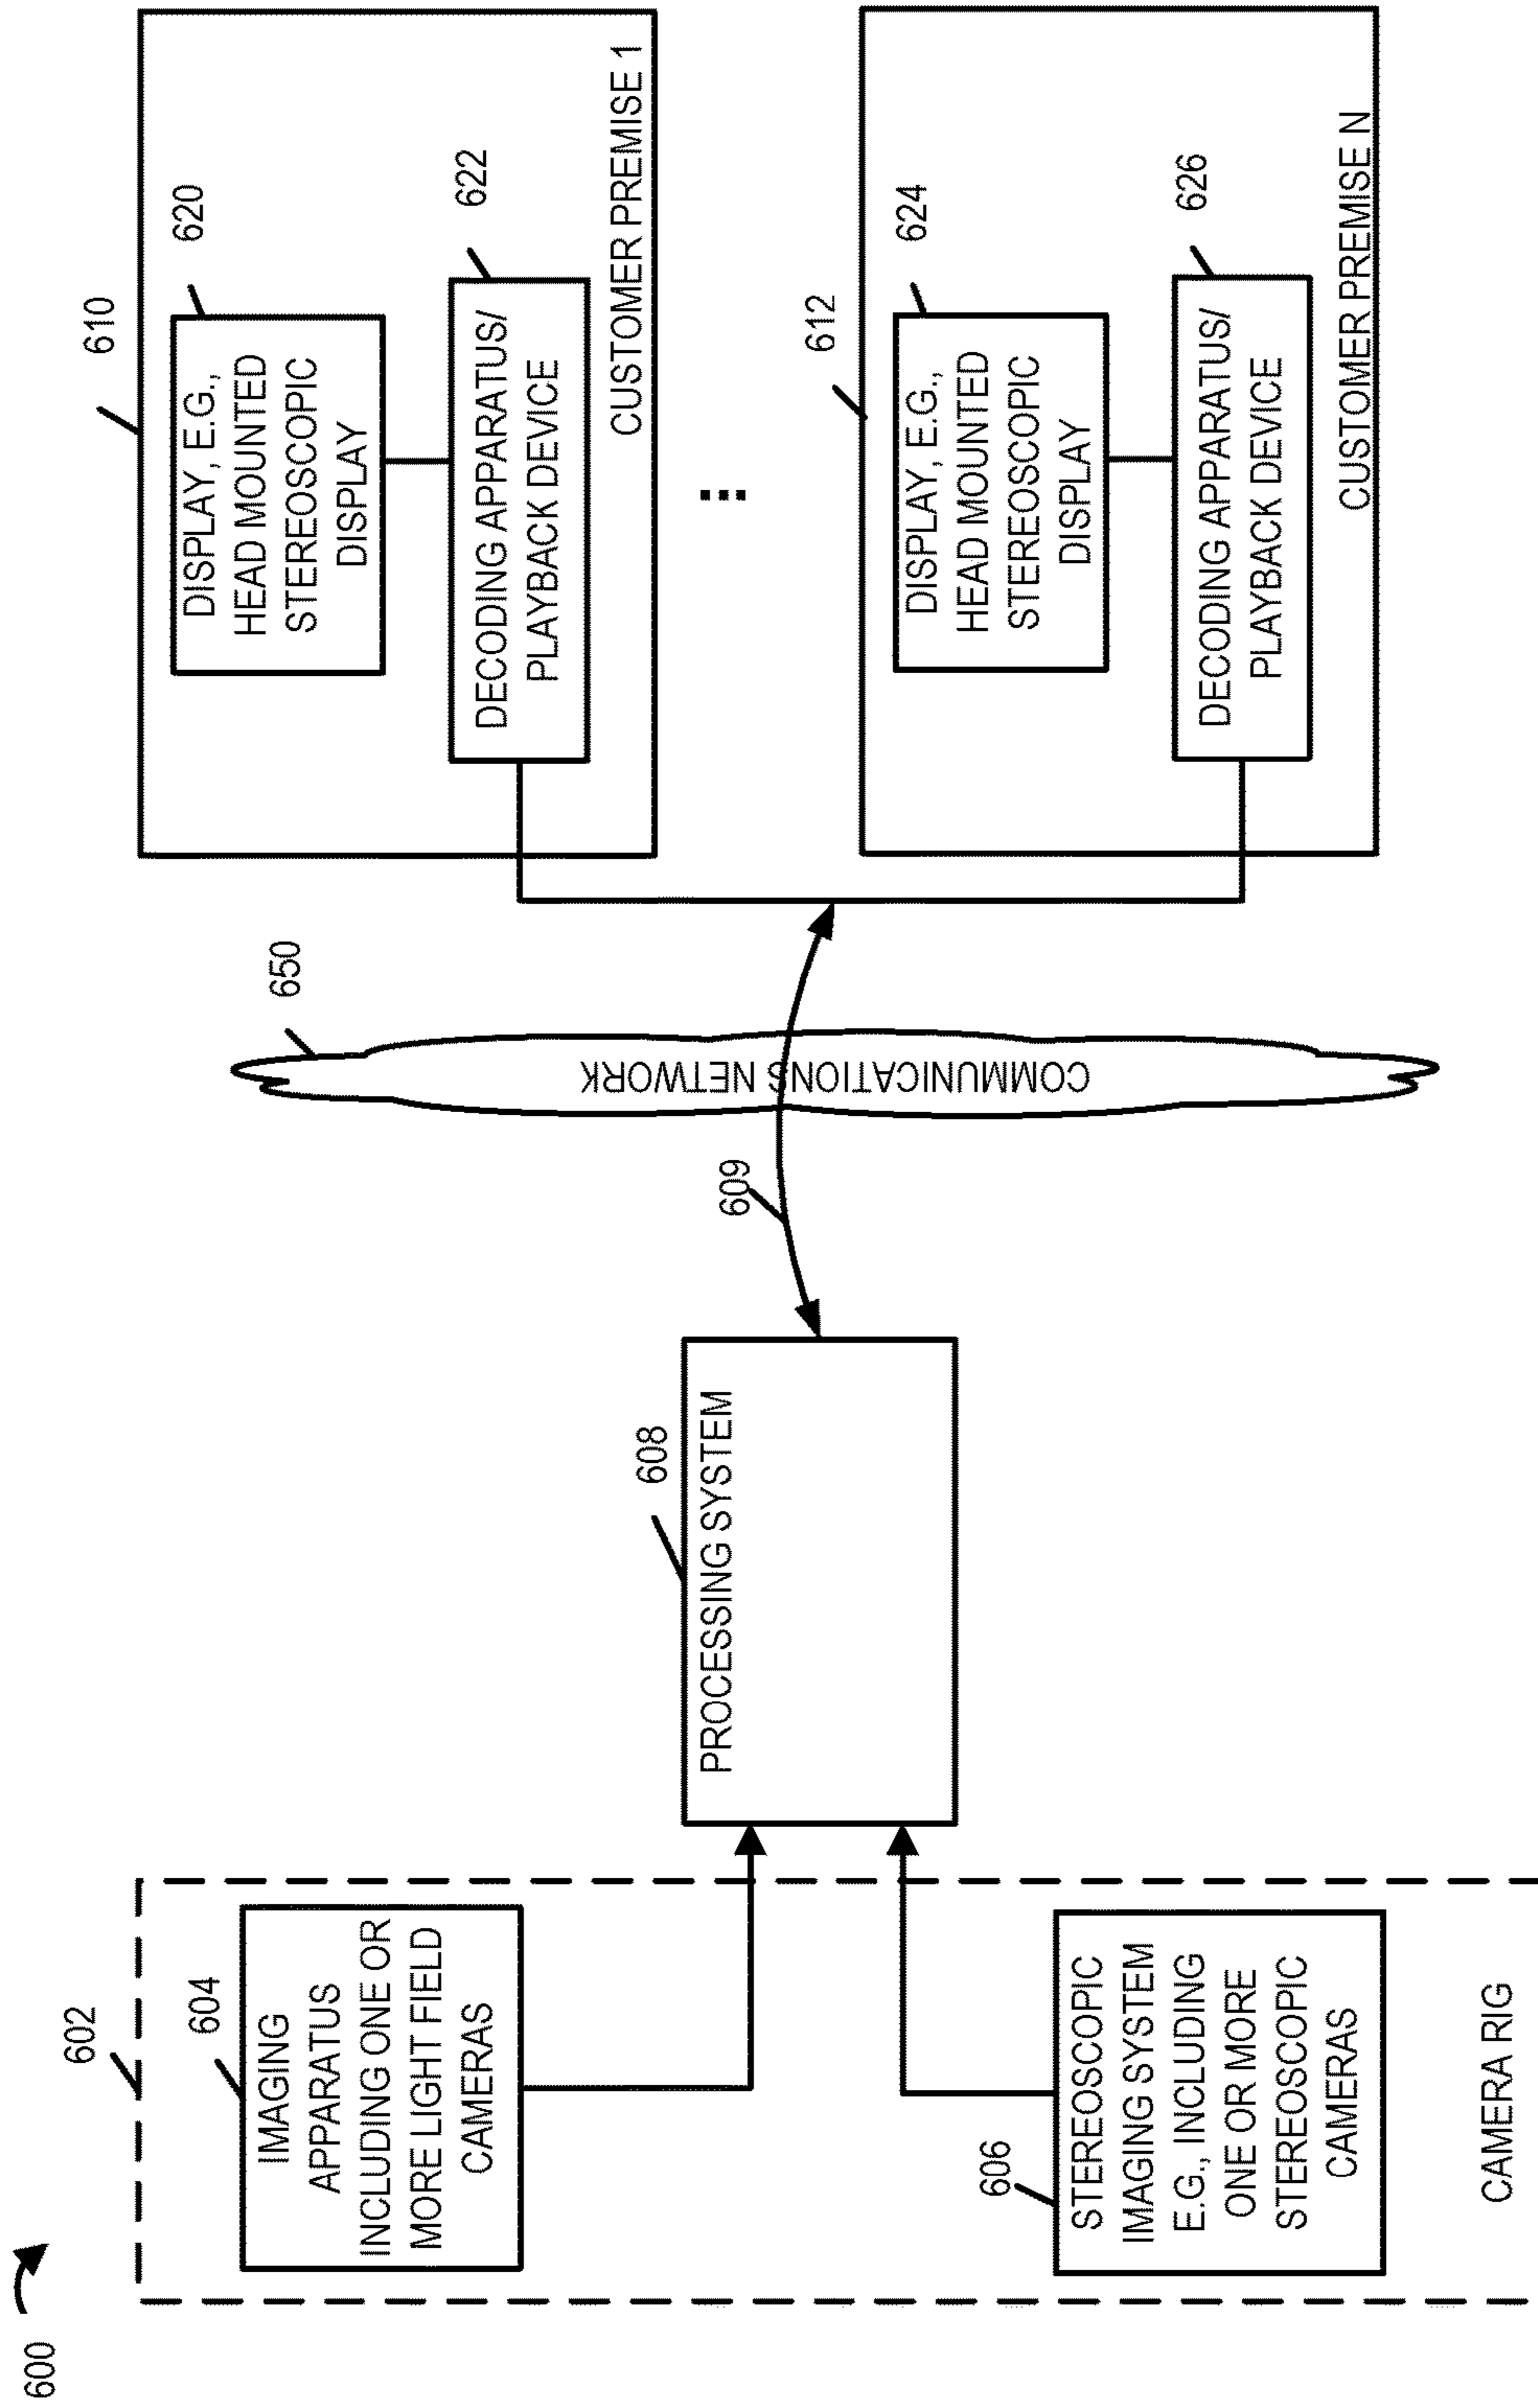 600
602
604
IMAGING
APPARATUS
INCLUDING ONE OR
MORE LIGHT FIELD
CAMERAS
606
STEREOSCOPIC
IMAGING SYSTEM
E.G., INCLUDING
ONE OR MORE
STEREOSCOPIC
CAMERAS
CAMERA RIG
608
PROCESSING SYSTEM
609
650
COMMUNICATIONS NETWORK
610
620
DISPLAY, E.G.,
HEAD MOUNTED
STEREOSCOPIC
DISPLAY
622
DECODING APPARATUS/
PLAYBACK DEVICE
CUSTOMER PREMISE 1
...
612
624
DISPLAY, E.G.,
HEAD MOUNTED
STEREOSCOPIC
DISPLAY
626
DECODING APPARATUS/
PLAYBACK DEVICE
CUSTOMER PREMISE N